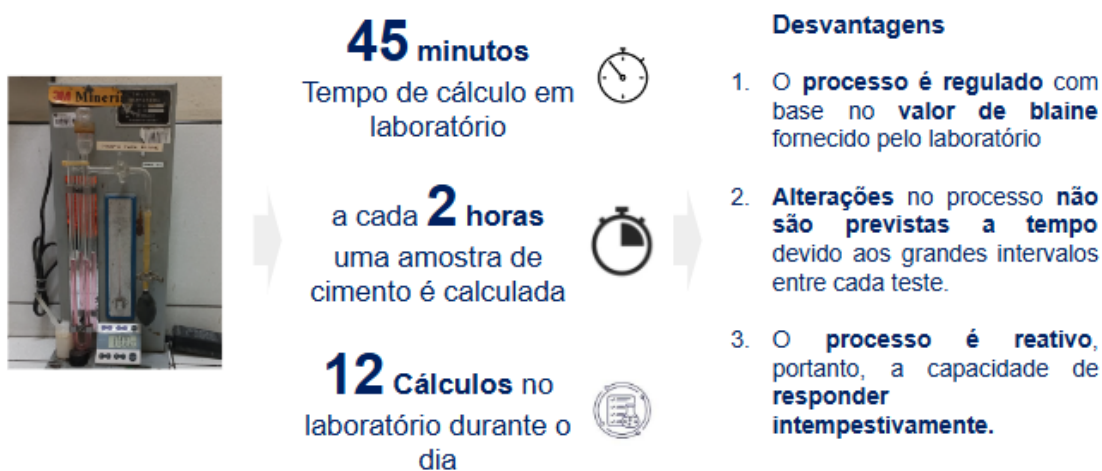 3M Mineri
45 minutos
Tempo de cálculo em
laboratório
a cada 2 horas
uma amostra de
cimento é calculada
12 Cálculos no
laboratório durante o
dia
Desvantagens
1. O processo é regulado com
base no valor de blaine
fornecido pelo laboratório
2. Alterações no processo não
são previstas a tempo
devido aos grandes intervalos
entre cada teste.
3. O processo é reativo,
portanto, a capacidade de
responder
intempestivamente.